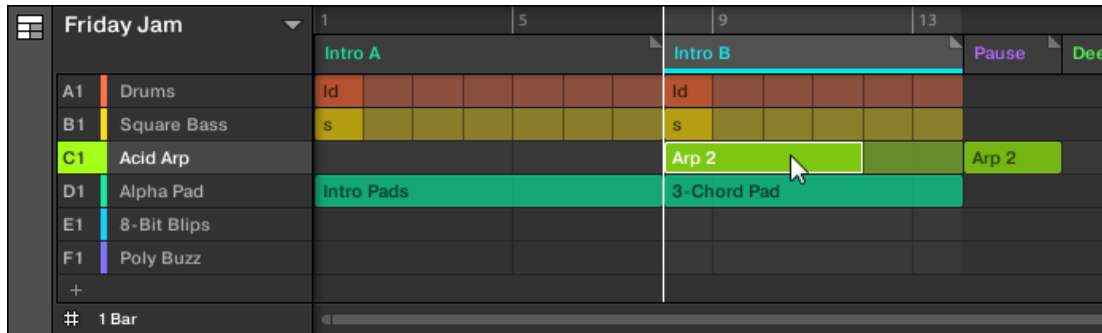 Friday Jam
1 5 9 13
Intro A Intro B Pause Dee
A1 Drums Id Id
B1 Square Bass s s
C1 Acid Arp Arp 2 Arp 2
D1 Alpha Pad Intro Pads 3-Chord Pad
E1 8-Bit Blips
F1 Poly Buzz
+
1 Bar